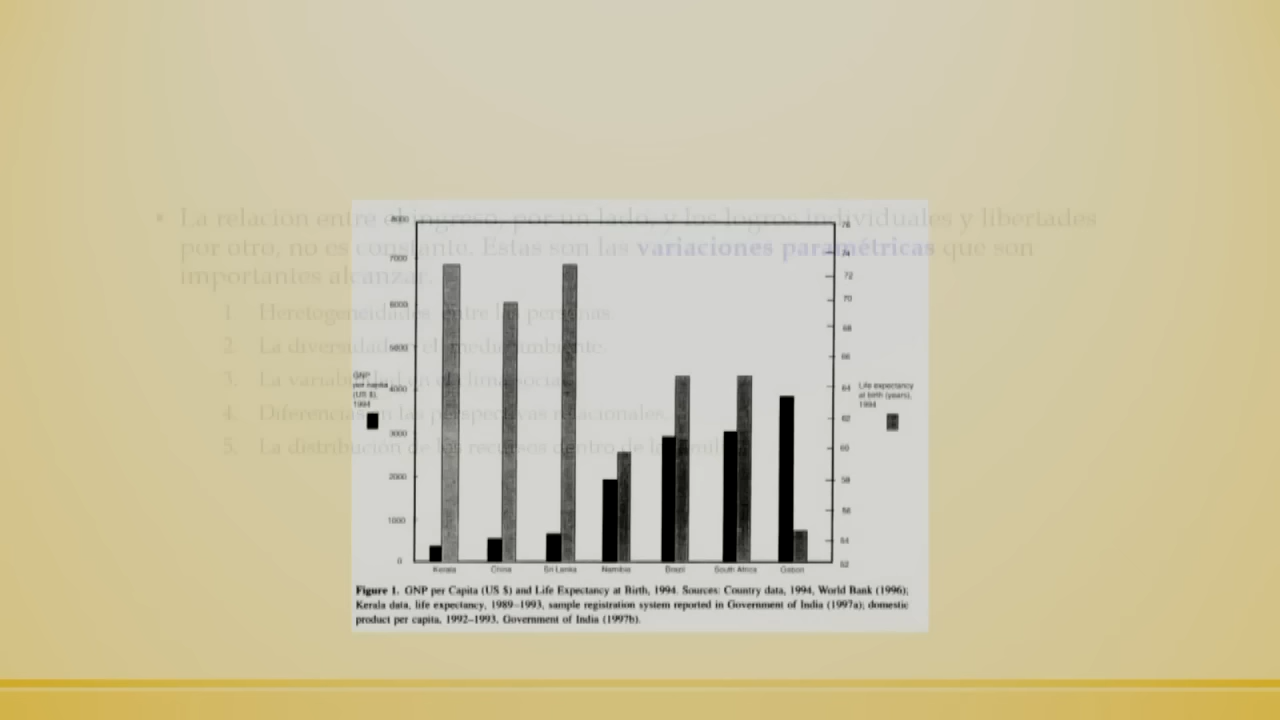 La relacion entre el ingreso, por un lado, y los logros individuales y libertades
por otro, no es constante. Estas son las variaciones paramétricas que son
importantes alcanzar.
1. Heretogeneidades entre las personas
2. La diversidad en el medio ambiente.
3. La variabilidad en el clima social
4. Diferencias en las perspectivas relacionales.
5. La distribución de los recursos dentro de la
8000
7000
6000
5000
4000
3000
2000
1000
0
GNP
per capita
(US $),
1994
76
74
72
70
68
66
64
62
60
58
56
54
52
Life expectancy
at birth (years),
1994
Kerala China Sri Lanka Namibia Brazil South Africa Gabon
Figure 1. GNP per Capita (US $) and Life Expectancy at Birth, 1994. Sources: Country data, 1994, World Bank (1996);
Kerala data, life expectancy, 1989–1993, sample registration system reported in Government of India (1997a); domestic
product per capita, 1992–1993, Government of India (1997b).